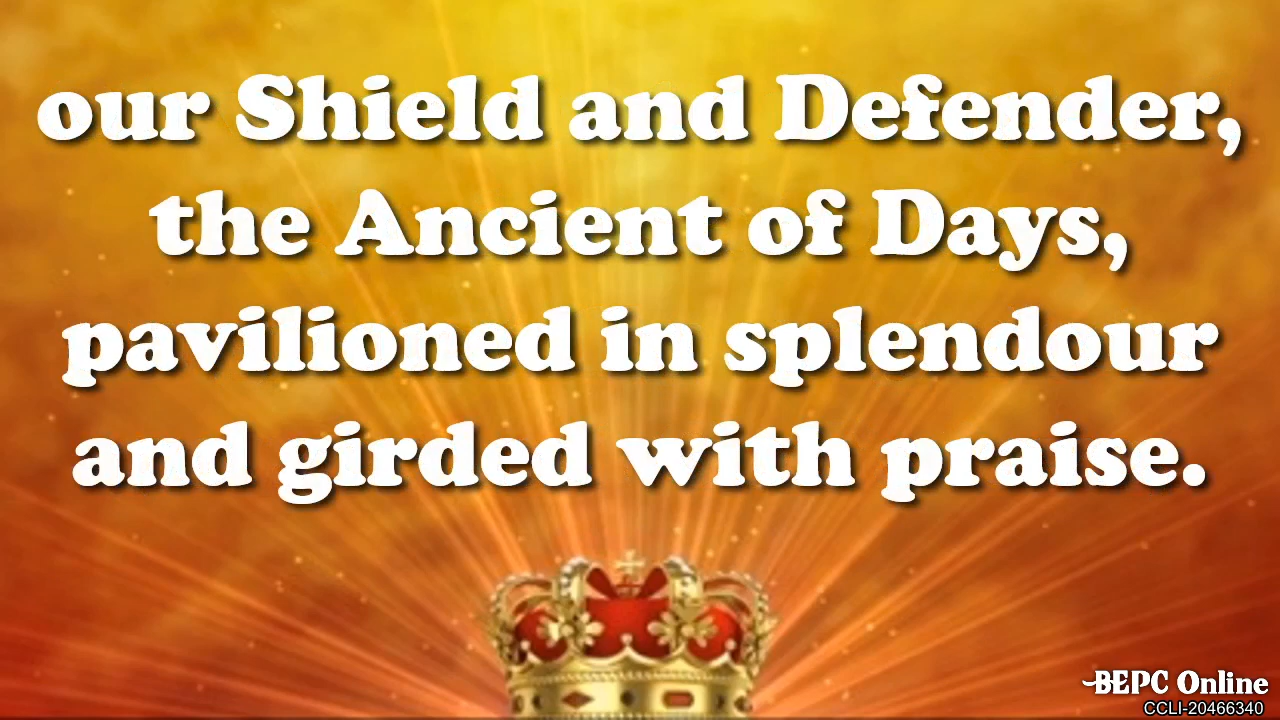 our Shield and Defender,
the Ancient of Days,
pavilioned in splendour
and girded with praise.
BEPC Online
CCLI-20466340